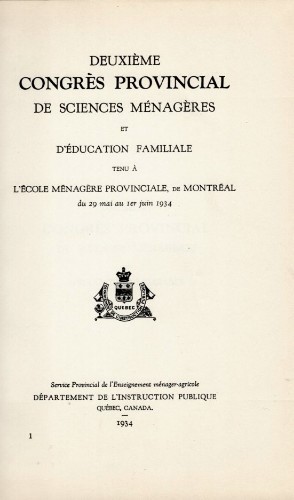 DEUXIÈME
CONGRÈS PROVINCIAL
DE SCIENCES MÉNAGÈRES
ET
D'ÉDUCATION FAMILIALE
TENU À
L'ÉCOLE MÉNAGÈRE PROVINCIALE, DE MONTRÉAL
du 29 mai au 1er juin 1934
QUEBEC
Service Provincial de l'Enseignement ménager-agricole
DÉPARTEMENT DE L'INSTRUCTION PUBLIQUE
QUÉBEC, CANADA.
1934
1